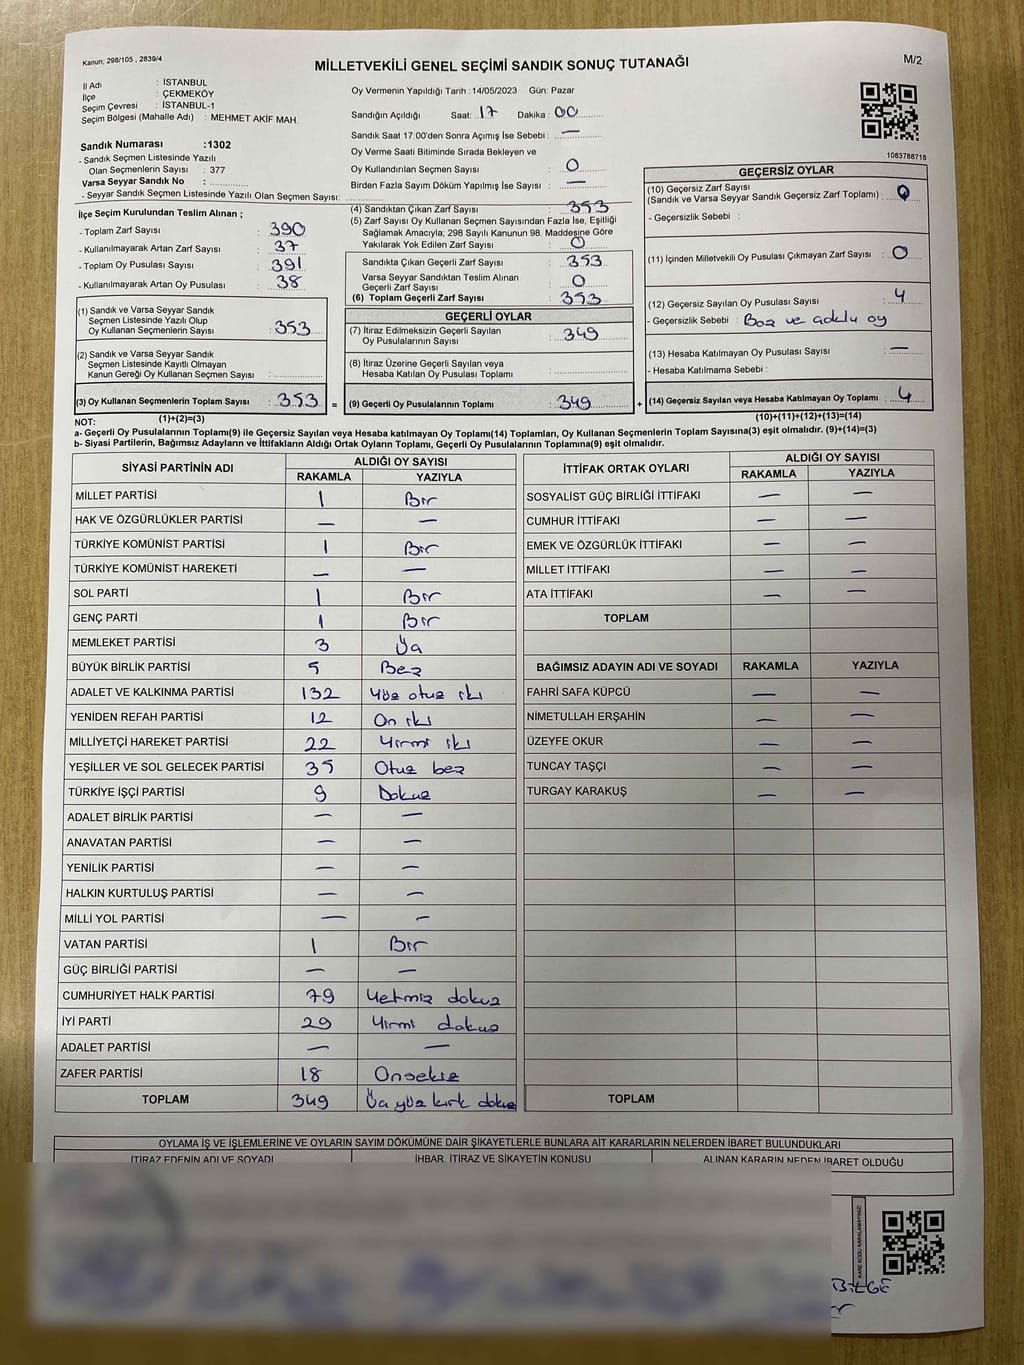 Kanun; 298/105 , 2839/4
MİLLETVEKİLİ GENEL SEÇİMİ SANDIK SONUÇ TUTANAĞI
M/2
İl Adı : İSTANBUL
İlçe : ÇEKMEKÖY
Seçim Çevresi : İSTANBUL-1
Seçim Bölgesi (Mahalle Adı) : MEHMET AKİF MAH.
Sandık Numarası :1302
- Sandık Seçmen Listesinde Yazılı
Olan Seçmenlerin Sayısı : 377
Varsa Seyyar Sandık No :
- Seyyar Sandık Seçmen Listesinde Yazılı Olan Seçmen Sayısı:
Oy Vermenin Yapıldığı Tarih :14/05/2023 Gün: Pazar
Sandığın Açıldığı Saat: 17 Dakika : 00
Sandık Saat 17:00'den Sonra Açımış İse Sebebi : —
Oy Verme Saati Bitiminde Sırada Bekleyen ve
Oy Kullandırılan Seçmen Sayısı : 0
Birden Fazla Sayım Döküm Yapılmış İse Sayısı : —
1083788718
İlçe Seçim Kurulundan Teslim Alınan ;
- Toplam Zarf Sayısı : 390
- Kullanılmayarak Artan Zarf Sayısı : 37
- Toplam Oy Pusulası Sayısı : 391
- Kullanılmayarak Artan Oy Pusulası : 38
(1) Sandık ve Varsa Seyyar Sandık
Seçmen Listesinde Yazılı Olup
Oy Kullanan Seçmenlerin Sayısı : 353
(2) Sandık ve Varsa Seyyar Sandık
Seçmen Listesinde Kayıtlı Olmayan
Kanun Gereği Oy Kullanan Seçmen Sayısı :
(3) Oy Kullanan Seçmenlerin Toplam Sayısı : 353 =
(1)+(2)=(3)
(4) Sandıktan Çıkan Zarf Sayısı : 353
(5) Zarf Sayısı Oy Kullanan Seçmen Sayısından Fazla İse, Eşitliği
Sağlamak Amacıyla; 298 Sayılı Kanunun 98. Maddesine Göre
Yakılarak Yok Edilen Zarf Sayısı : 0
Sandıkta Çıkan Geçerli Zarf Sayısı : 353
Varsa Seyyar Sandıktan Teslim Alınan
Geçerli Zarf Sayısı : 0
(6) Toplam Geçerli Zarf Sayısı : 353
GEÇERLİ OYLAR
(7) İtiraz Edilmeksizin Geçerli Sayılan
Oy Pusulalarının Sayısı : 349
(8) İtiraz Üzerine Geçerli Sayılan veya
Hesaba Katılan Oy Pusulası Toplamı :
(9) Geçerli Oy Pusulalarının Toplamı : 349 +
GEÇERSİZ OYLAR
(10) Geçersiz Zarf Sayısı
(Sandık ve Varsa Seyyar Sandık Geçersiz Zarf Toplamı) : 0
- Geçersizlik Sebebi :
(11) İçinden Milletvekili Oy Pusulası Çıkmayan Zarf Sayısı : 0
(12) Geçersiz Sayılan Oy Pusulası Sayısı : 4
- Geçersizlik Sebebi : Boş ve oy
(13) Hesaba Katılmayan Oy Pusulası Sayısı : —
- Hesaba Katılmama Sebebi :
(14) Geçersiz Sayılan veya Hesaba Katılmayan Oy Toplamı : 4
(10)+(11)+(12)+(13)=(14)
NOT:
a- Geçerli Oy Pusulalarının Toplamı(9) ile Geçersiz Sayılan veya Hesaba katılmayan Oy Toplamı(14) Toplamları, Oy Kullanan Seçmenlerin Toplam Sayısına(3) eşit olmalıdır. (9)+(14)=(3)
b- Siyasi Partilerin, Bağımsız Adayların ve İttifakların Aldığı Ortak Oyların Toplamı, Geçerli Oy Pusulalarının Toplamına(9) eşit olmalıdır.
SİYASİ PARTİNİN ADI ALDIĞI OY SAYISI
RAKAMLA YAZIYLA
MİLLET PARTİSİ 1 Bir
HAK VE ÖZGÜRLÜKLER PARTİSİ — —
TÜRKİYE KOMÜNİST PARTİSİ 1 Bir
TÜRKİYE KOMÜNİST HAREKETİ — —
SOL PARTİ 1 Bir
GENÇ PARTİ 1 Bir
MEMLEKET PARTİSİ 3 Üç
BÜYÜK BİRLİK PARTİSİ 5 Beş
ADALET VE KALKINMA PARTİSİ 132 Yüz otuz iki
YENİDEN REFAH PARTİSİ 12 On iki
MİLLİYETÇİ HAREKET PARTİSİ 22 Yirmi iki
YEŞİLLER VE SOL GELECEK PARTİSİ 35 Otuz beş
TÜRKİYE İŞÇİ PARTİSİ 9 Dokuz
ADALET BİRLİK PARTİSİ — —
ANAVATAN PARTİSİ — —
YENİLİK PARTİSİ — —
HALKIN KURTULUŞ PARTİSİ — —
MİLLİ YOL PARTİSİ — —
VATAN PARTİSİ 1 Bir
GÜÇ BİRLİĞİ PARTİSİ — —
CUMHURİYET HALK PARTİSİ 79 Yetmiş dokuz
İYİ PARTİ 29 Yirmi dokuz
ADALET PARTİSİ — —
ZAFER PARTİSİ 18 Onsekiz
TOPLAM 349 Üç yüz kırk dokuz
İTTİFAK ORTAK OYLARI ALDIĞI OY SAYISI
RAKAMLA YAZIYLA
SOSYALİST GÜÇ BİRLİĞİ İTTİFAKI — —
CUMHUR İTTİFAKI — —
EMEK VE ÖZGÜRLÜK İTTİFAKI — —
MİLLET İTTİFAKI — —
ATA İTTİFAKI — —
TOPLAM
BAĞIMSIZ ADAYIN ADI VE SOYADI RAKAMLA YAZIYLA
FAHRİ SAFA KÜPCÜ — —
NİMETULLAH ERŞAHİN — —
ÜZEYFE OKUR — —
TUNCAY TAŞÇI — —
TURGAY KARAKUŞ — —
TOPLAM
OYLAMA İŞ VE İŞLEMLERİNE VE OYLARIN SAYIM DÖKÜMÜNE DAİR ŞİKAYETLERLE BUNLARA AİT KARARLARIN NELERDEN İBARET BULUNDUKLARI
İTİRAZ EDENİN ADI VE SOYADI İHBAR, İTİRAZ VE ŞİKAYETİN KONUSU ALINAN KARARIN NEDEN İBARET OLDUĞU
KARE KODU KARALAMAYINIZ!
BİLGE